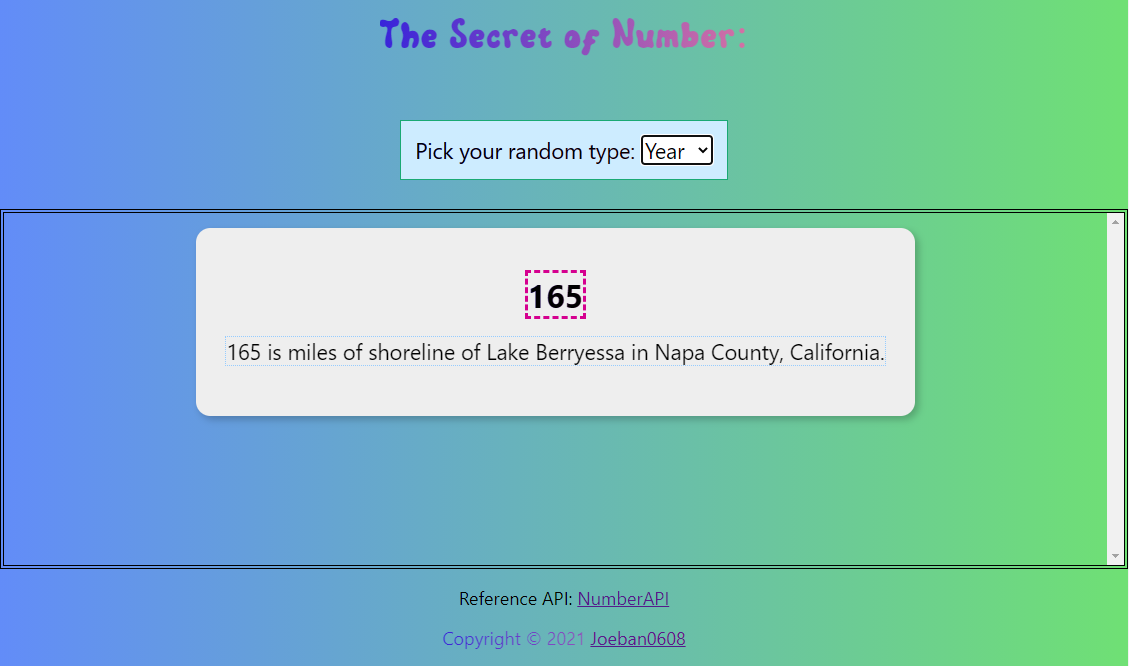 The Secret of Number:
Pick your random type: Year
165
165 is miles of shoreline of Lake Berryessa in Napa County, California.
Reference API: NumberAPI
Copyright © 2021 Joeban0608